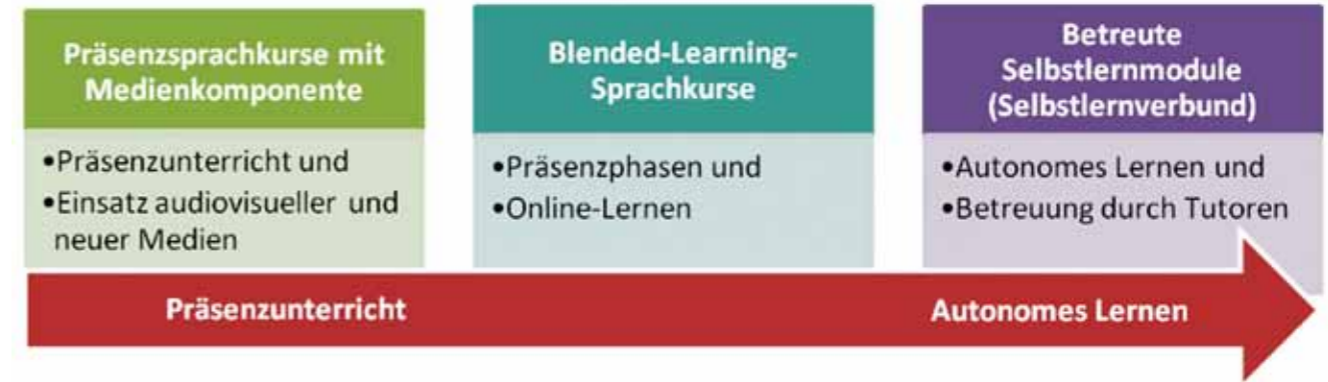 Präsenzsprachkurse mit
Medienkomponente
•Präsenzunterricht und
•Einsatz audiovisueller und
neuer Medien
Blended-Learning-
Sprachkurse
•Präsenzphasen und
•Online-Lernen
Betreute
Selbstlernmodule
(Selbstlernverbund)
•Autonomes Lernen und
•Betreuung durch Tutoren
Präsenzunterricht
Autonomes Lernen